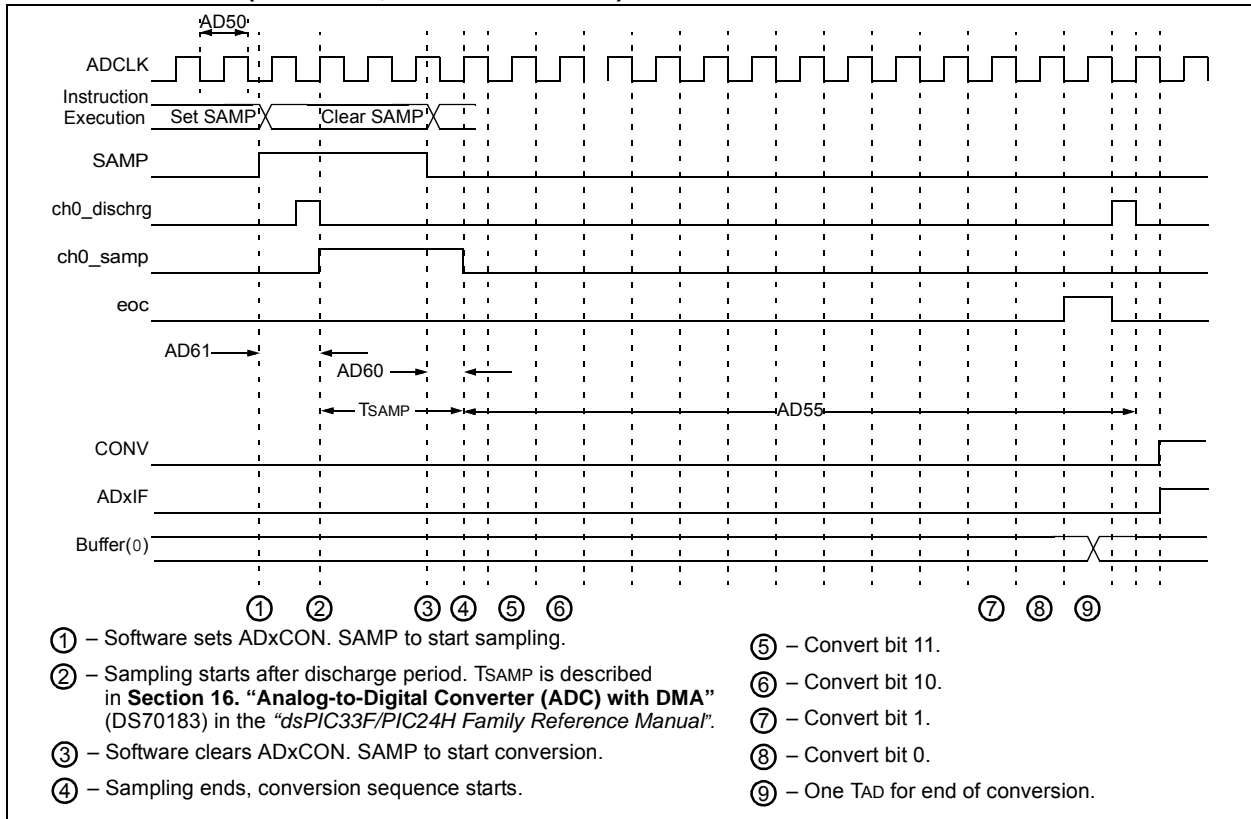 AD50
ADCLK
Instruction
Execution Set SAMP Clear SAMP
SAMP
ch0_dischrg
ch0_samp
eoc
AD61
AD60
TSAMP AD55
CONV
ADxIF
Buffer(0)
1 2 3 4 5 6 7 8 9
1 – Software sets ADxCON. SAMP to start sampling.
2 – Sampling starts after discharge period. TSAMP is described
in Section 16. “Analog-to-Digital Converter (ADC) with DMA”
(DS70183) in the “dsPIC33F/PIC24H Family Reference Manual”.
3 – Software clears ADxCON. SAMP to start conversion.
4 – Sampling ends, conversion sequence starts.
5 – Convert bit 11.
6 – Convert bit 10.
7 – Convert bit 1.
8 – Convert bit 0.
9 – One TAD for end of conversion.